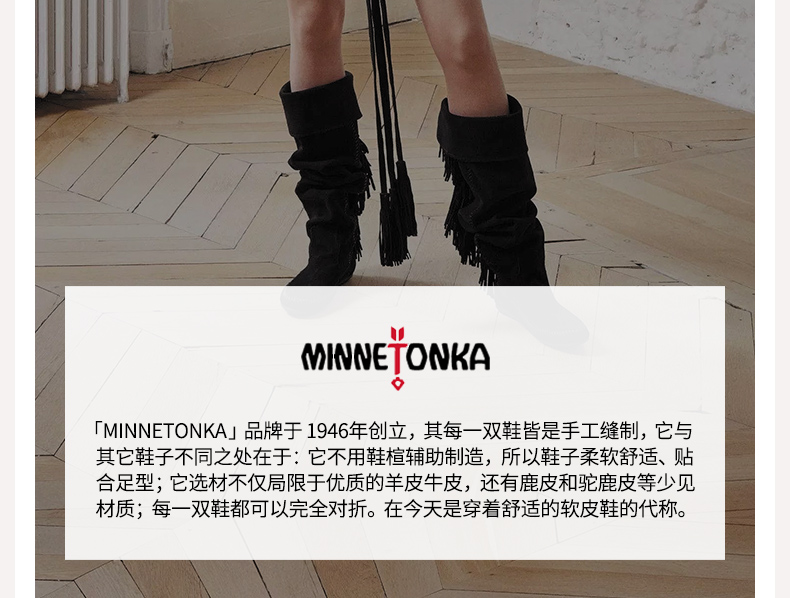 MINNETONKA
「MINNETONKA」品牌于 1946年创立，其每一双鞋皆是手工缝制，它与
其它鞋子不同之处在于：它不用鞋楦辅助制造，所以鞋子柔软舒适、贴
合足型；它选材不仅局限于优质的羊皮牛皮，还有鹿皮和驼鹿皮等少见
材质；每一双鞋都可以完全对折。在今天是穿着舒适的软皮鞋的代称。